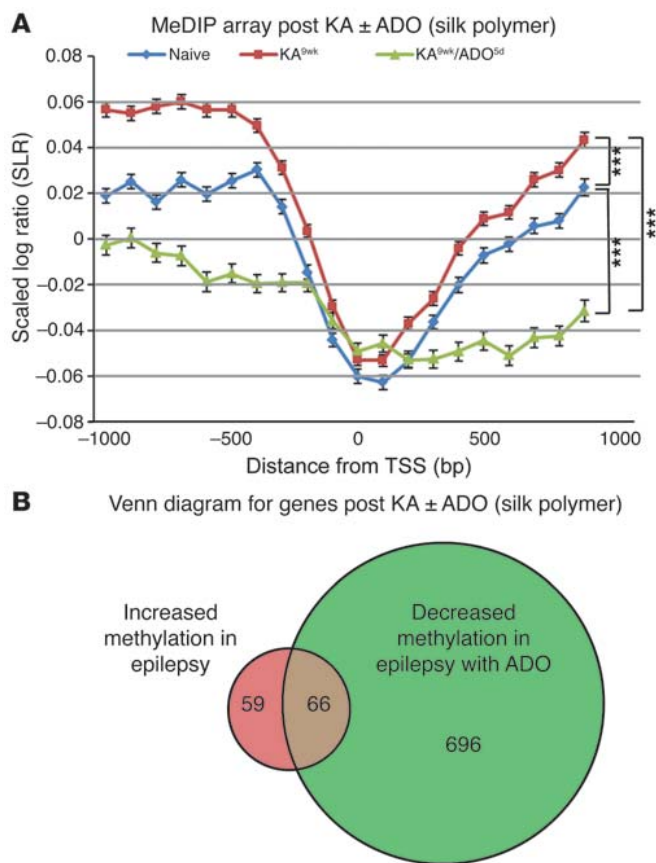 A
MeDIP array post KA ± ADO (silk polymer)
Naive
KA9wk
KA9wk/ADO5d
Scaled log ratio (SLR)
0.08
0.06
0.04
0.02
0
–0.02
–0.04
–0.06
–0.08
–1000
–500
0
500
1000
Distance from TSS (bp)
***
***
***
B
Venn diagram for genes post KA ± ADO (silk polymer)
Increased
methylation in
epilepsy
Decreased
methylation in
epilepsy with ADO
59
66
696